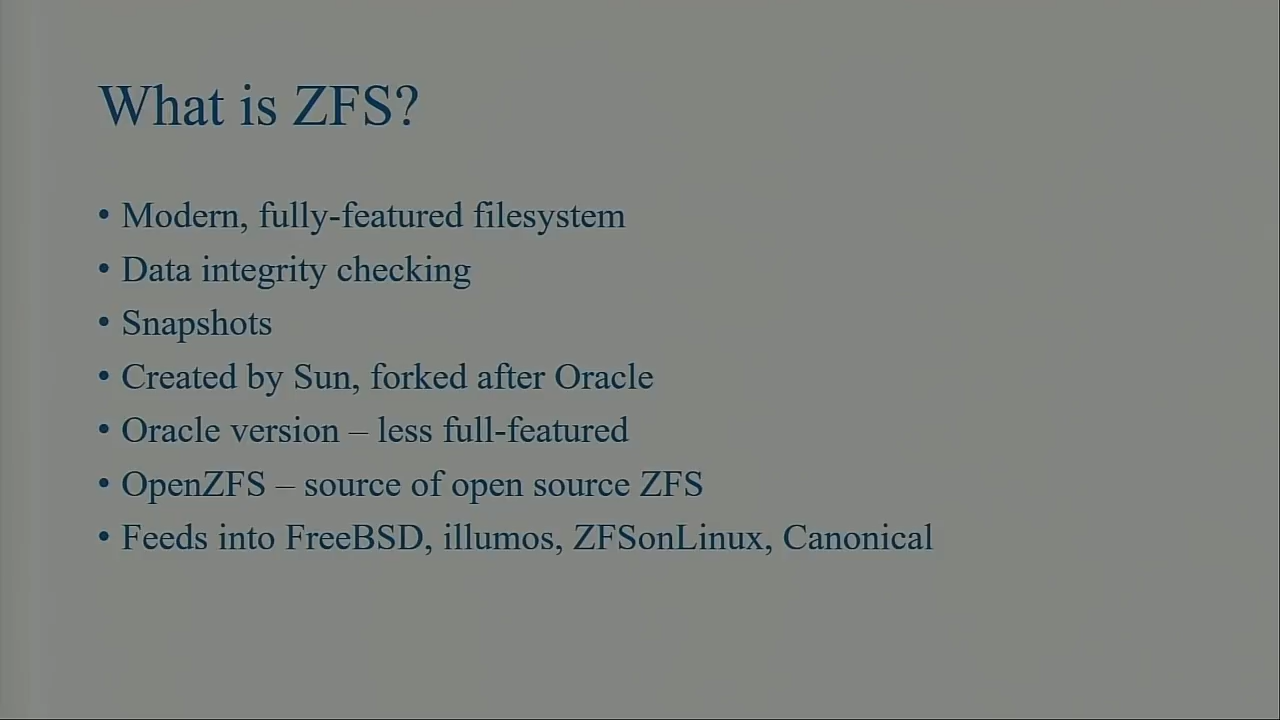 What is ZFS?
• Modern, fully-featured filesystem
• Data integrity checking
• Snapshots
• Created by Sun, forked after Oracle
• Oracle version – less full-featured
• OpenZFS – source of open source ZFS
• Feeds into FreeBSD, illumos, ZFSonLinux, Canonical